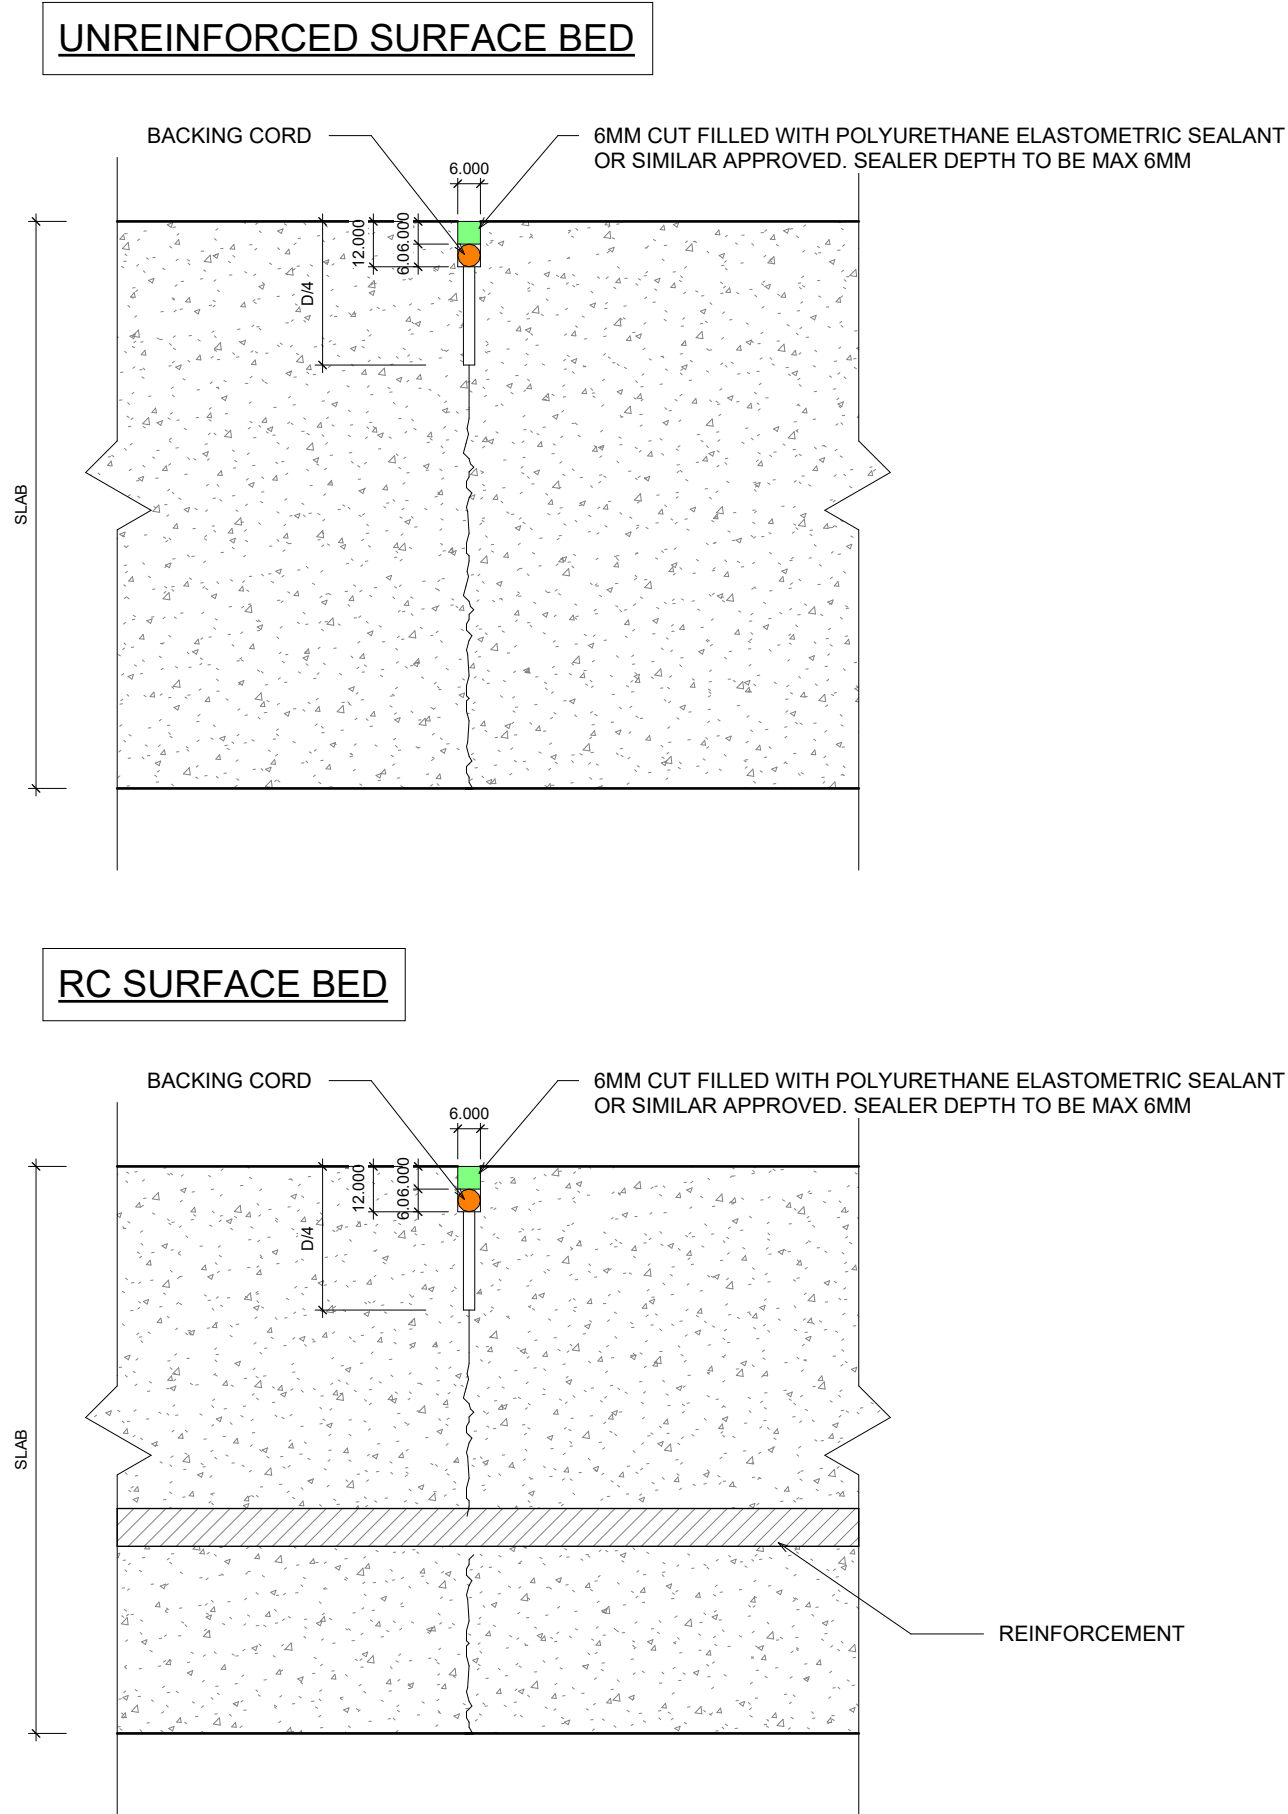 UNREINFORCED SURFACE BED
BACKING CORD
6MM CUT FILLED WITH POLYURETHANE ELASTOMETRIC SEALANT
OR SIMILAR APPROVED. SEALER DEPTH TO BE MAX 6MM
6.000
12.000
6.000
6.0
D/4
SLAB
RC SURFACE BED
BACKING CORD
6MM CUT FILLED WITH POLYURETHANE ELASTOMETRIC SEALANT
OR SIMILAR APPROVED. SEALER DEPTH TO BE MAX 6MM
6.000
12.000
6.000
6.0
D/4
SLAB
REINFORCEMENT